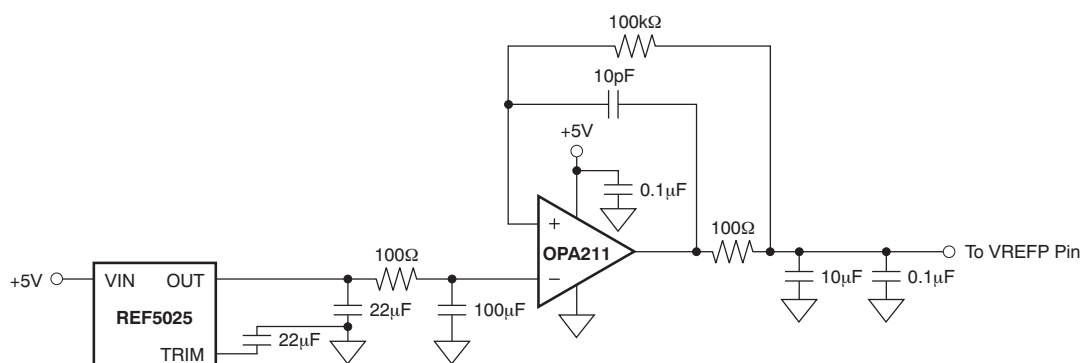 100kΩ
10pF
+5V
0.1µF
+
OPA211
−
100Ω
To VREFP Pin
10µF
0.1µF
100Ω
+5V
VIN
OUT
REF5025
TRIM
22µF
22µF
100µF